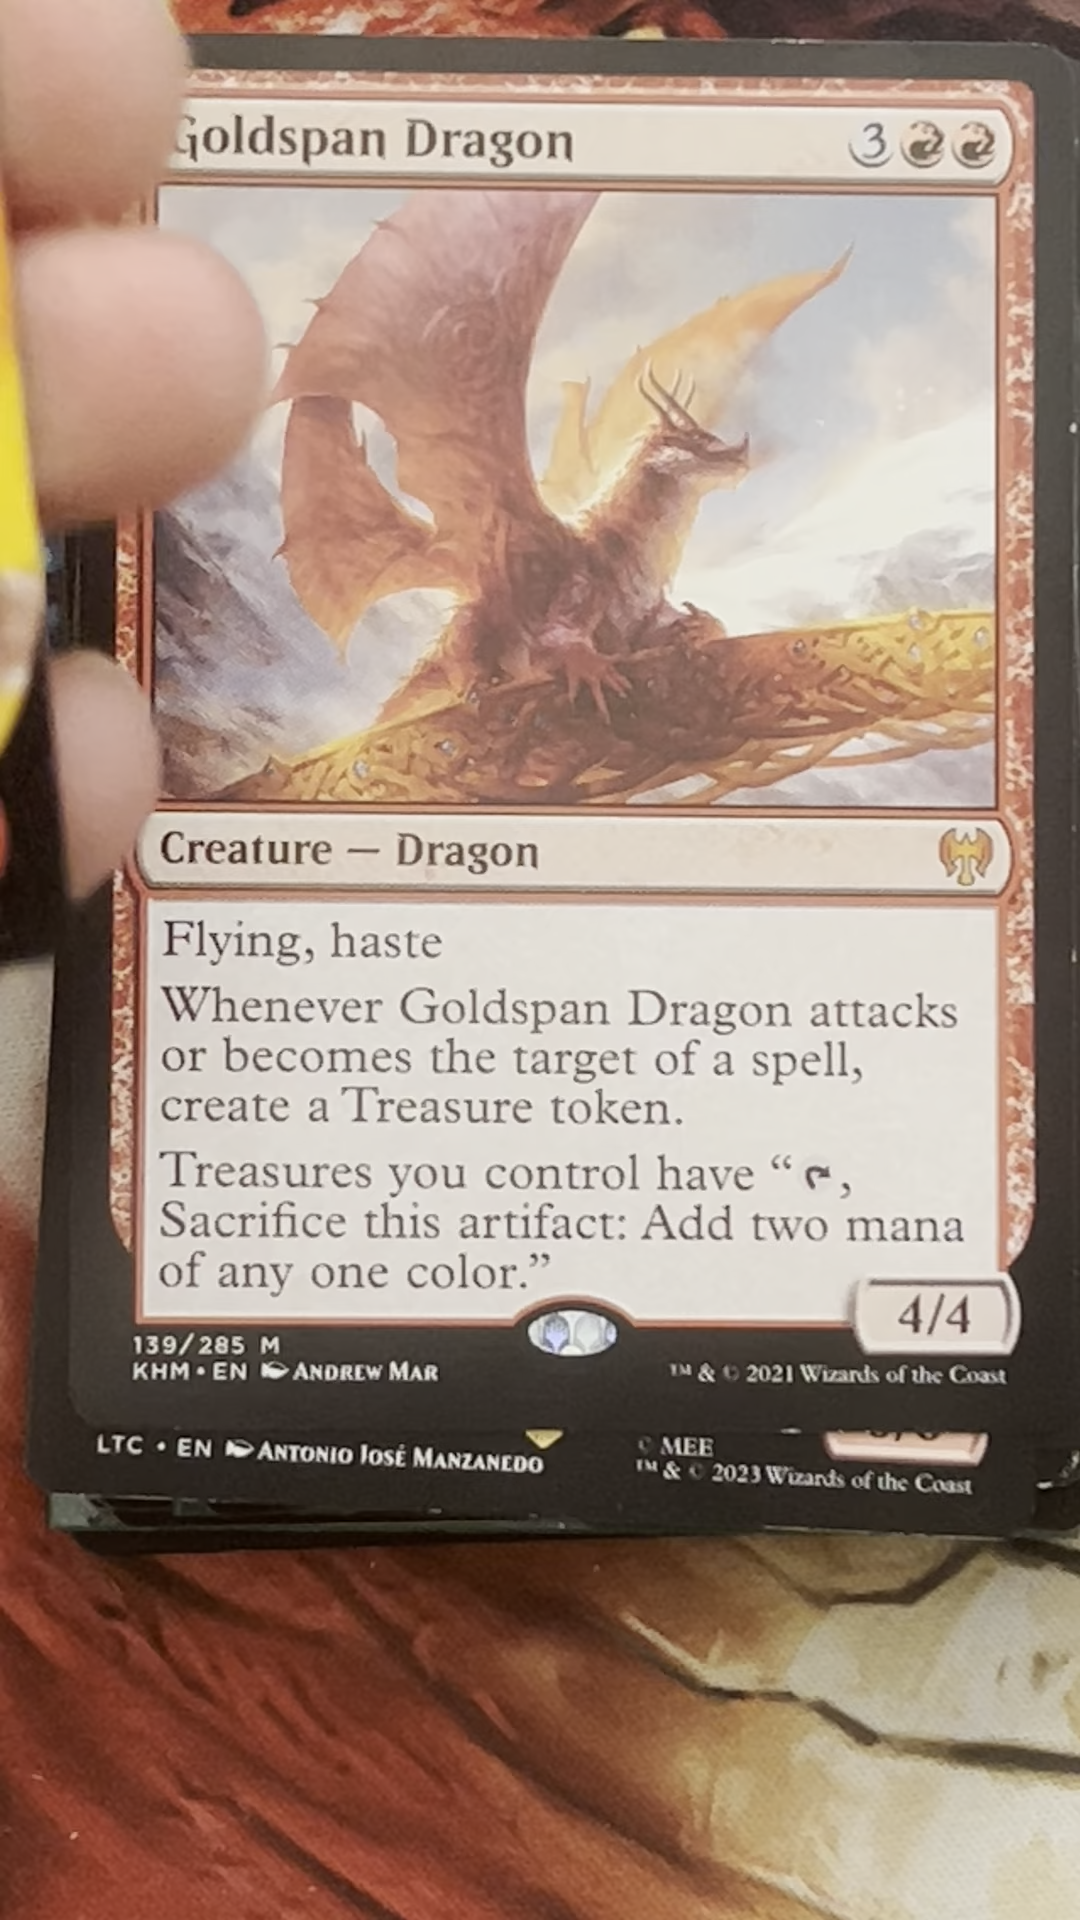 Goldspan Dragon 3
Creature — Dragon
Flying, haste
Whenever Goldspan Dragon attacks
or becomes the target of a spell,
create a Treasure token.
Treasures you control have “ ,
Sacrifice this artifact: Add two mana
of any one color.”
4/4
139/285 M
KHM • EN ANDREW MAR
™ & © 2021 Wizards of the Coast
LTC • EN ANTONIO JOSÉ MANZANEDO
© MEE
™ & © 2023 Wizards of the Coast